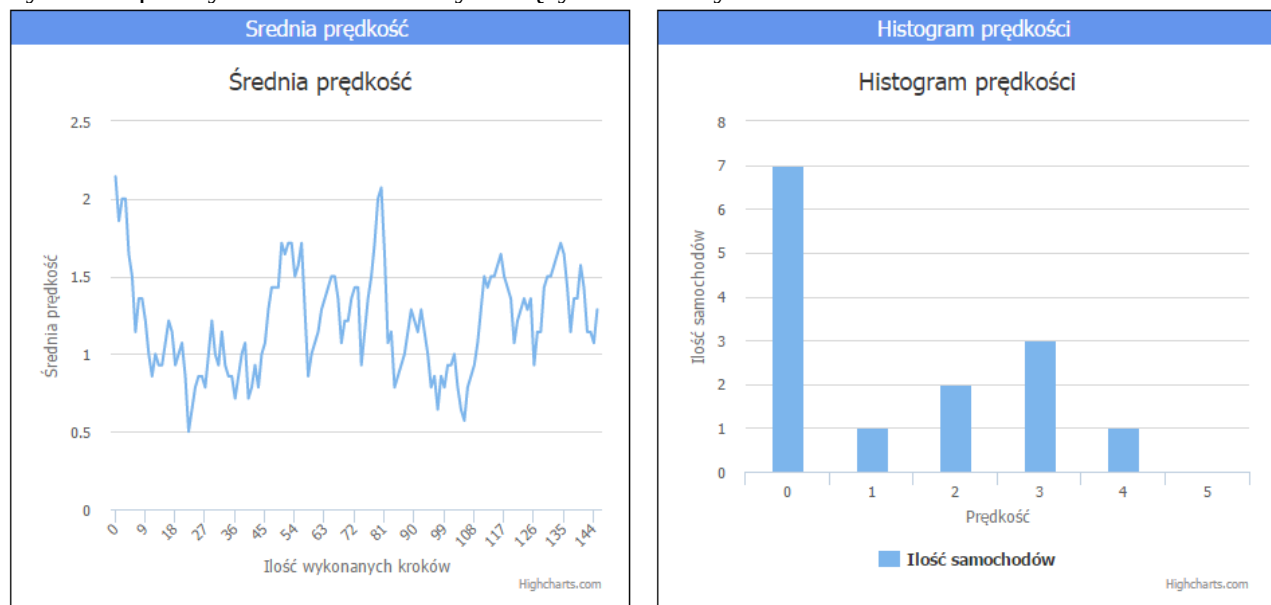 Srednia prędkość
Średnia prędkość
2.5
2
1.5
1
0.5
0
Średnia prędkość
0 9 18 27 36 45 54 63 72 81 90 99 108 117 126 135 144
Ilość wykonanych kroków
Highcharts.com
Histogram prędkości
Histogram prędkości
8
7
6
5
4
3
2
1
0
Ilość samochodów
0 1 2 3 4 5
Prędkość
Ilość samochodów
Highcharts.com